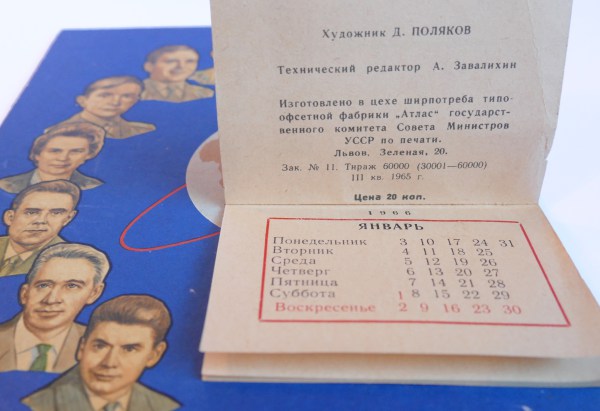 Художник Д. ПОЛЯКОВ
Технический редактор А. Завалихин
Изготовлено в цехе ширпотреба типо-
офсетной фабрики „Атлас" государст-
венного комитета Совета Министров
УССР по печати.
Львов. Зеленая, 20.
Зак. № 11. Тираж 60000 (30001—60000)
III кв. 1965 г.
Цена 20 коп.
1966
ЯНВАРЬ
Понедельник 3 10 17 24 31
Вторник 4 11 18 25
Среда 5 12 19 26
Четверг 6 13 20 27
Пятница 7 14 21 28
Суббота 1 8 15 22 29
Воскресенье 2 9 16 23 30